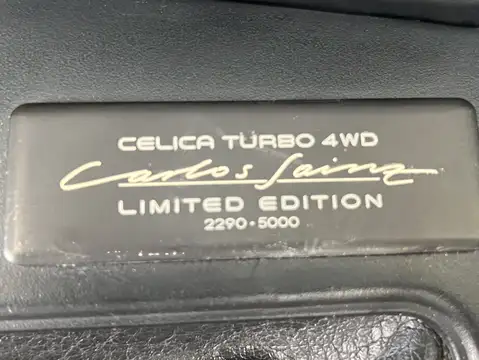 CELICA TURBO 4WD
Carlos Sainz
LIMITED EDITION
2290-5000